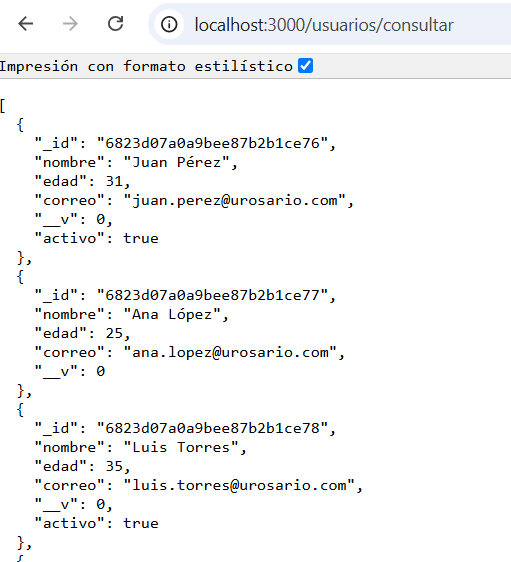 localhost:3000/usuarios/consultar
Impresión con formato estilístico
[
  {
    "_id": "6823d07a0a9bee87b2b1ce76",
    "nombre": "Juan Pérez",
    "edad": 31,
    "correo": "juan.perez@urosario.com",
    "__v": 0,
    "activo": true
  },
  {
    "_id": "6823d07a0a9bee87b2b1ce77",
    "nombre": "Ana López",
    "edad": 25,
    "correo": "ana.lopez@urosario.com",
    "__v": 0
  },
  {
    "_id": "6823d07a0a9bee87b2b1ce78",
    "nombre": "Luis Torres",
    "edad": 35,
    "correo": "luis.torres@urosario.com",
    "__v": 0,
    "activo": true
  },
  {